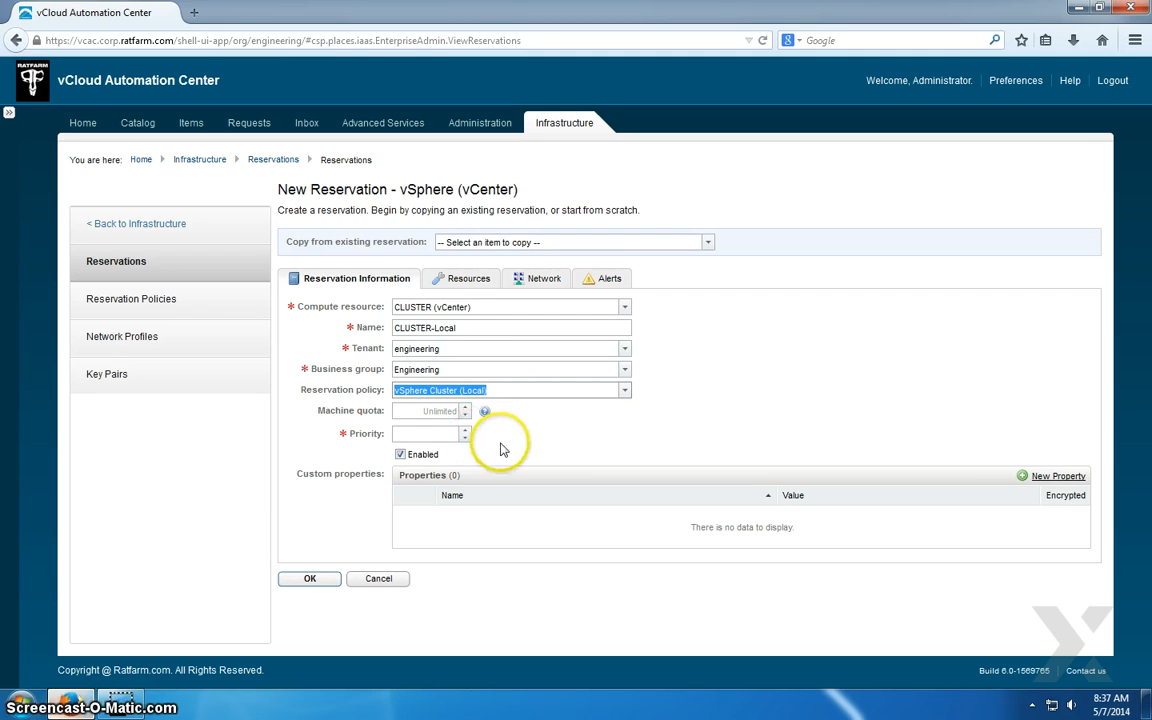 vCloud Automation Center
https://vcac.corp.ratfarm.com/shell-ui-app/org/engineering/#csp.places.iaas.EnterpriseAdmin.ViewReservations
Google
RATFARM
vCloud Automation Center
Welcome, Administrator. Preferences Help Logout
Home Catalog Items Requests Inbox Advanced Services Administration Infrastructure
You are here: Home Infrastructure Reservations Reservations
< Back to Infrastructure
Reservations
Reservation Policies
Network Profiles
Key Pairs
New Reservation - vSphere (vCenter)
Create a reservation. Begin by copying an existing reservation, or start from scratch.
Copy from existing reservation: -- Select an item to copy --
Reservation Information Resources Network Alerts
* Compute resource: CLUSTER (vCenter)
* Name: CLUSTER-Local
* Tenant: engineering
* Business group: Engineering
Reservation policy: vSphere Cluster (Local)
Machine quota: Unlimited
* Priority:
Enabled
Custom properties: Properties (0) New Property
Name Value Encrypted
There is no data to display.
OK Cancel
Copyright @ Ratfarm.com. All Rights Reserved.
Build 6.0-1569765 Contact us
Screencast-O-Matic.com
8:37 AM
5/7/2014